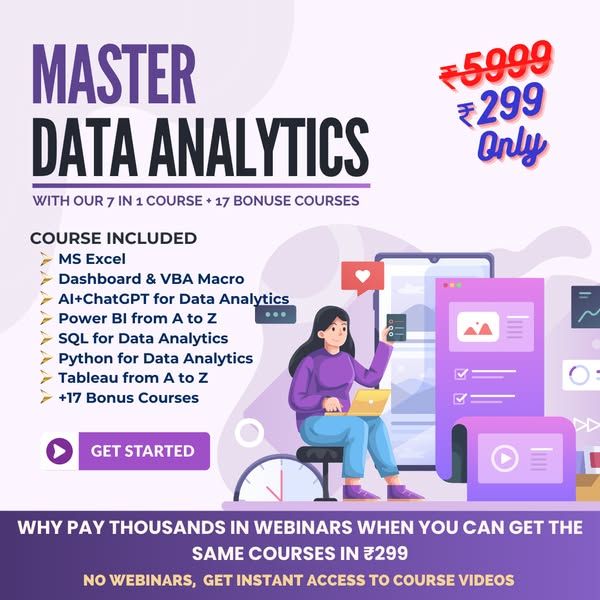 MASTER
DATA ANALYTICS
WITH OUR 7 IN 1 COURSE + 17 BONUSE COURSES
₹5999
₹299
Only
COURSE INCLUDED
MS Excel
Dashboard & VBA Macro
AI+ChatGPT for Data Analytics
Power BI from A to Z
SQL for Data Analytics
Python for Data Analytics
Tableau from A to Z
+17 Bonus Courses
GET STARTED
WHY PAY THOUSANDS IN WEBINARS WHEN YOU CAN GET THE
SAME COURSES IN ₹299
NO WEBINARS, GET INSTANT ACCESS TO COURSE VIDEOS